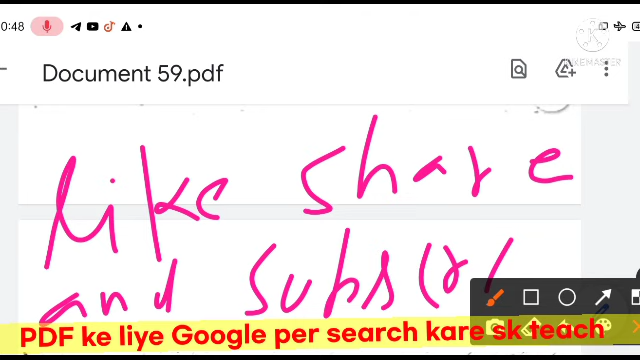 0:48
Document 59.pdf
like share
and subscr
PDF ke liye Google per search kare sk teach